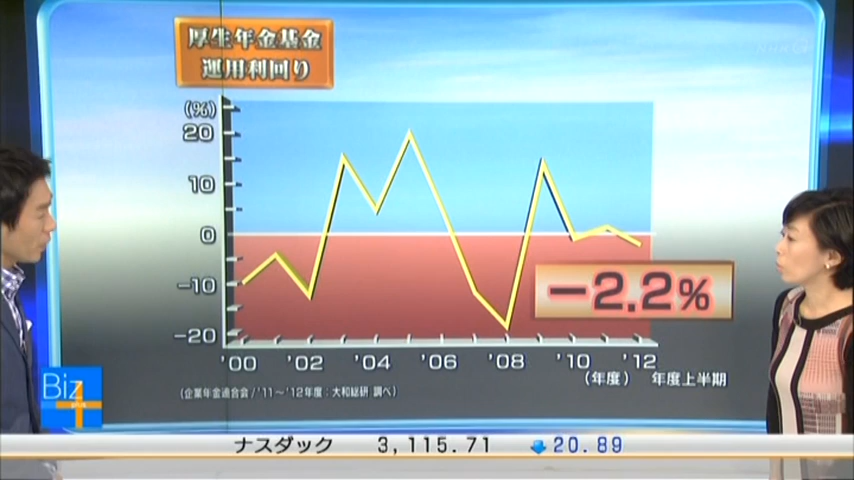 厚生年金基金
運用利回り
(%)
20
10
0
-10
-20
'00 '02 '04 '06 '08 '10 '12
(年度) 年度上半期
-2.2%
(企業年金連合会/'11～'12年度:大和総研 調べ)
Biz
plus
ナスダック 3,115.71 20.89